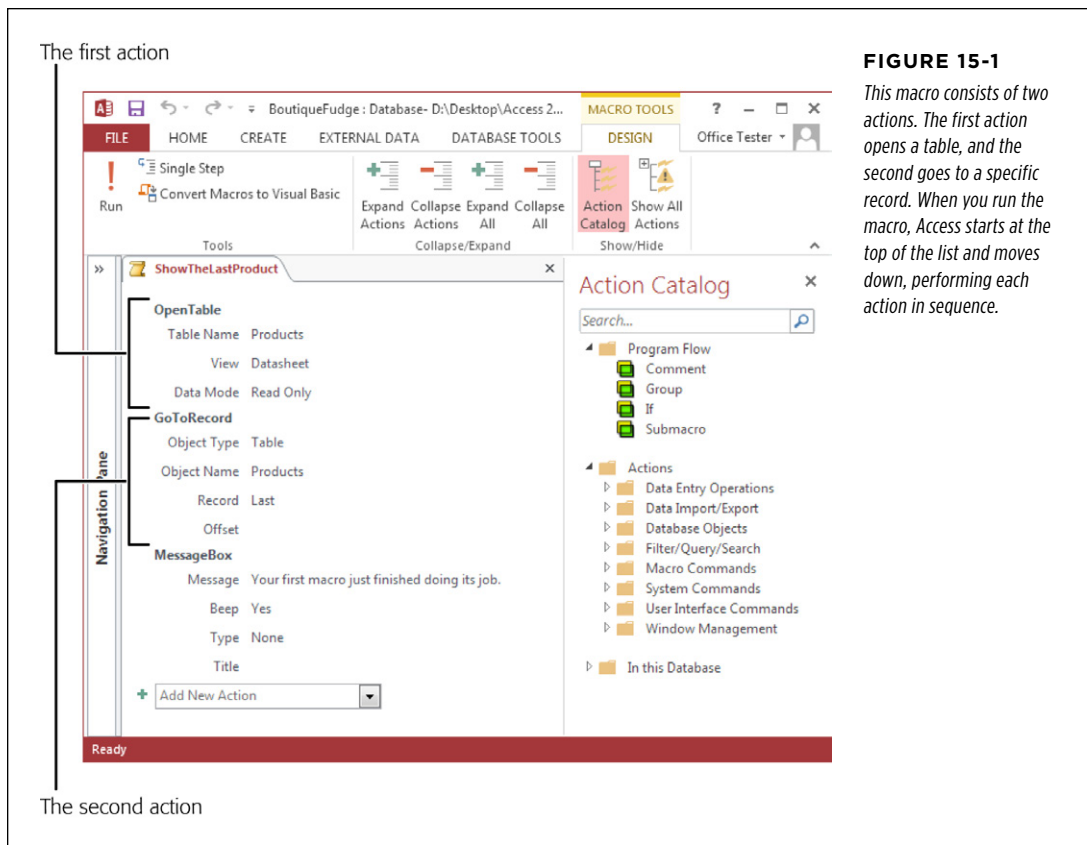 The first action
BoutiqueFudge : Database- D:\Desktop\Access 2...
MACRO TOOLS
?
FILE
HOME
CREATE
EXTERNAL DATA
DATABASE TOOLS
DESIGN
Office Tester
Run
Single Step
Convert Macros to Visual Basic
Expand Actions
Collapse Actions
Expand All
Collapse All
Action Catalog
Show All Actions
Tools
Collapse/Expand
Show/Hide
»
ShowTheLastProduct
OpenTable
Table Name Products
View Datasheet
Data Mode Read Only
GoToRecord
Object Type Table
Object Name Products
Record Last
Offset
MessageBox
Message Your first macro just finished doing its job.
Beep Yes
Type None
Title
Add New Action
Navigation Pane
Action Catalog
Search...
Program Flow
Comment
Group
If
Submacro
Actions
Data Entry Operations
Data Import/Export
Database Objects
Filter/Query/Search
Macro Commands
System Commands
User Interface Commands
Window Management
In this Database
Ready
The second action
FIGURE 15-1
This macro consists of two
actions. The first action
opens a table, and the
second goes to a specific
record. When you run the
macro, Access starts at the
top of the list and moves
down, performing each
action in sequence.